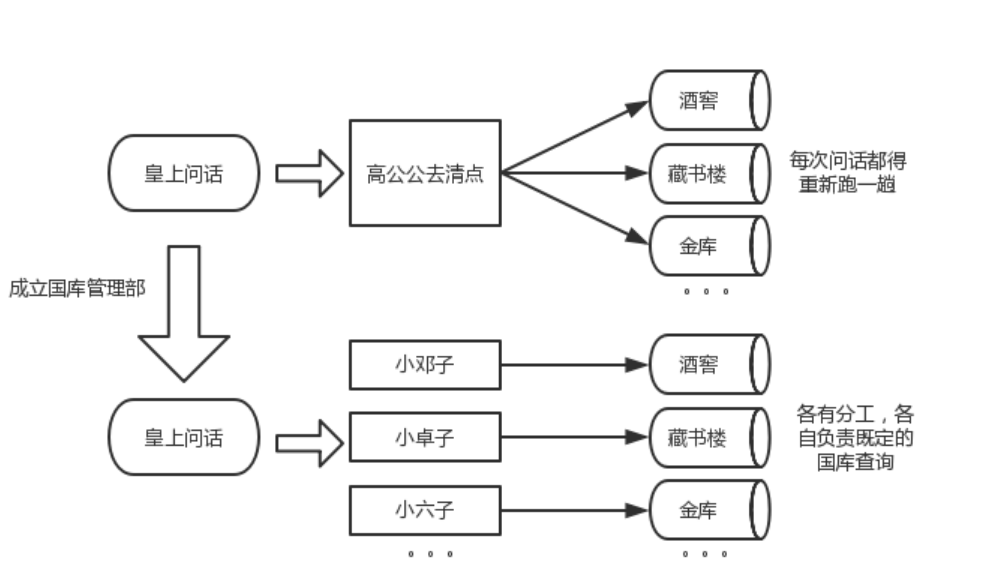 酒窖
皇上问话
高公公去清点
藏书楼
每次问话都得
重新跑一趟
金库
成立国库管理部
小邓子
酒窖
皇上问话
小卓子
藏书楼
各有分工，各
自负责既定的
国库查询
小六子
金库